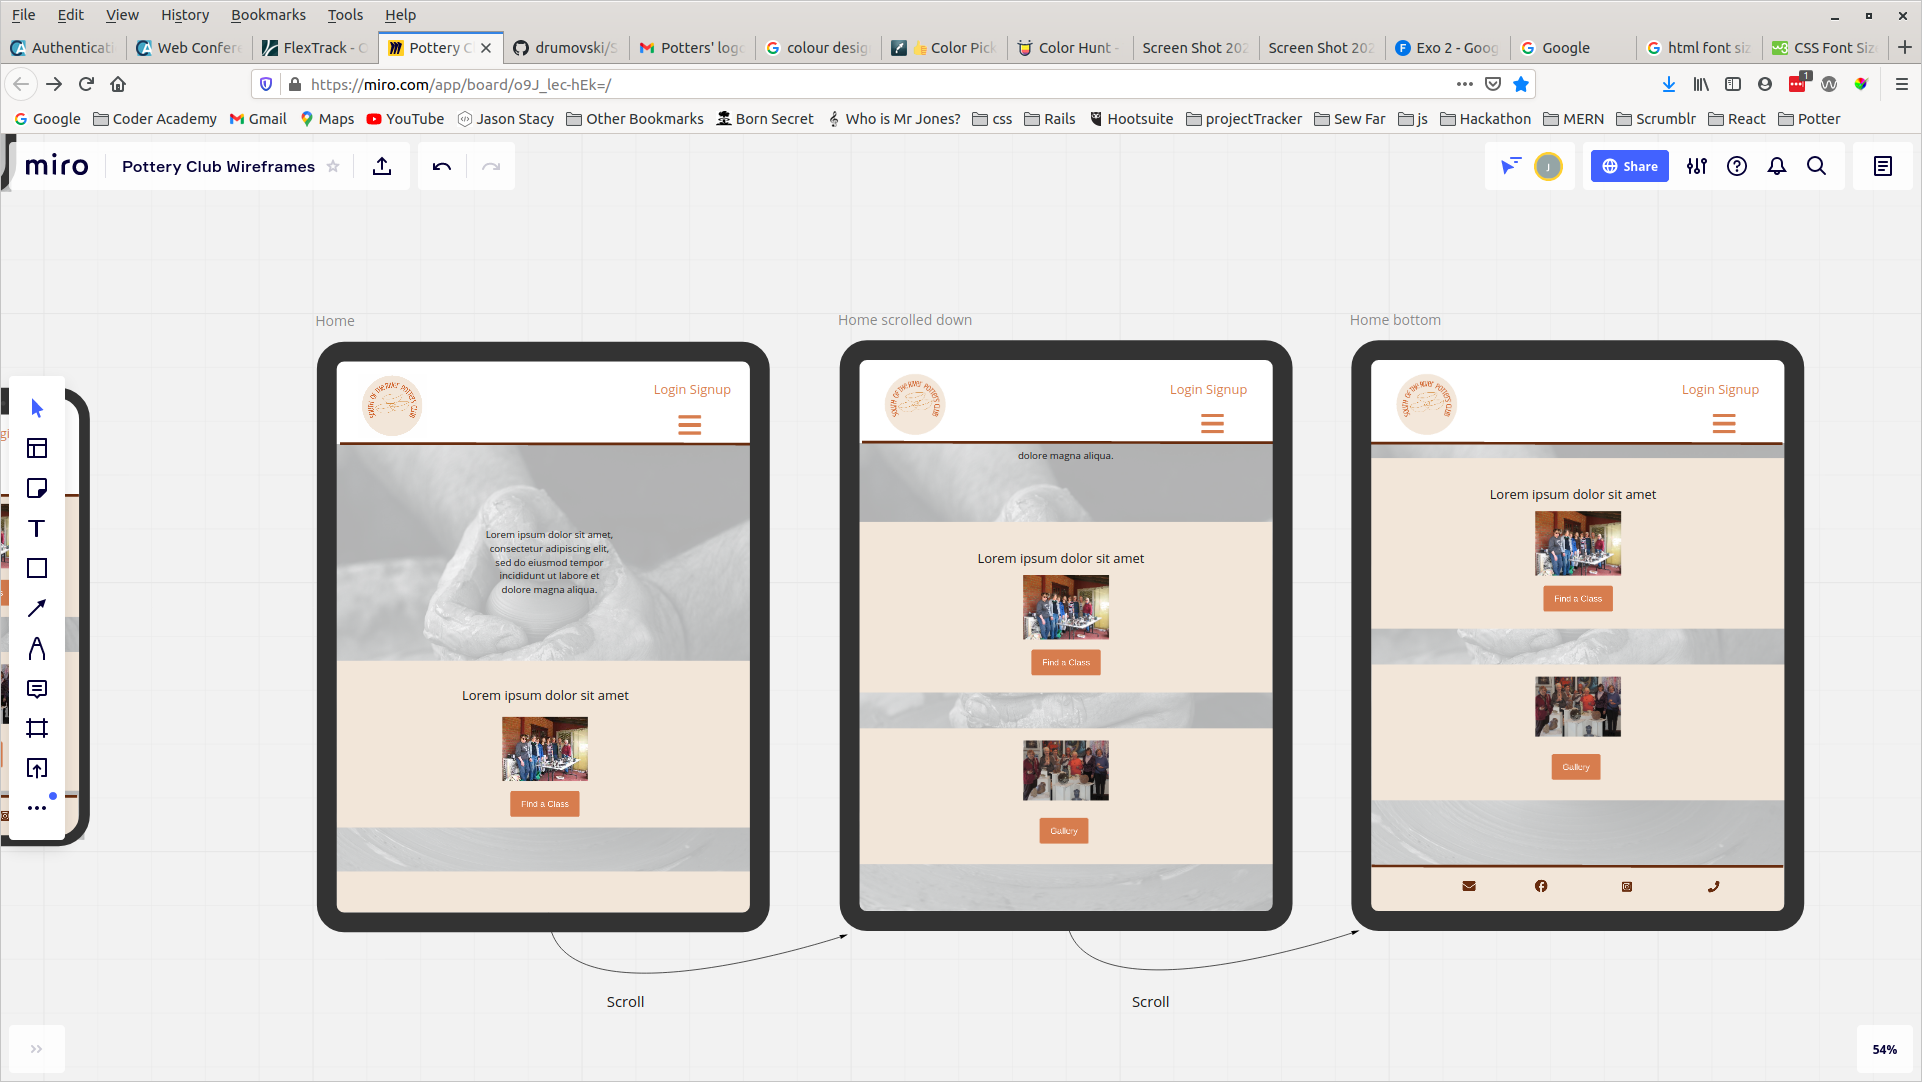 File Edit View History Bookmarks Tools Help
Authenticati Web Confere FlexTrack - C Pottery C drumovski/S Potters' logo colour desig Color Pick Color Hunt - Screen Shot 202 Screen Shot 202 Exo 2 - Goog Google html font siz CSS Font Siz
https://miro.com/app/board/o9J_lec-hEk=/
1
Google Coder Academy Gmail Maps YouTube Jason Stacy Other Bookmarks Born Secret Who is Mr Jones? css Rails Hootsuite projectTracker Sew Far js Hackathon MERN Scrumblr React Potter
miro Pottery Club Wireframes
J Share
Home
Login Signup
Lorem ipsum dolor sit amet,
consectetur adipiscing elit,
sed do eiusmod tempor
incididunt ut labore et
dolore magna aliqua.
Lorem ipsum dolor sit amet
Find a Class
Scroll
Home scrolled down
Login Signup
dolore magna aliqua.
Lorem ipsum dolor sit amet
Find a Class
Gallery
Scroll
Home bottom
Login Signup
Lorem ipsum dolor sit amet
Find a Class
Gallery
54%